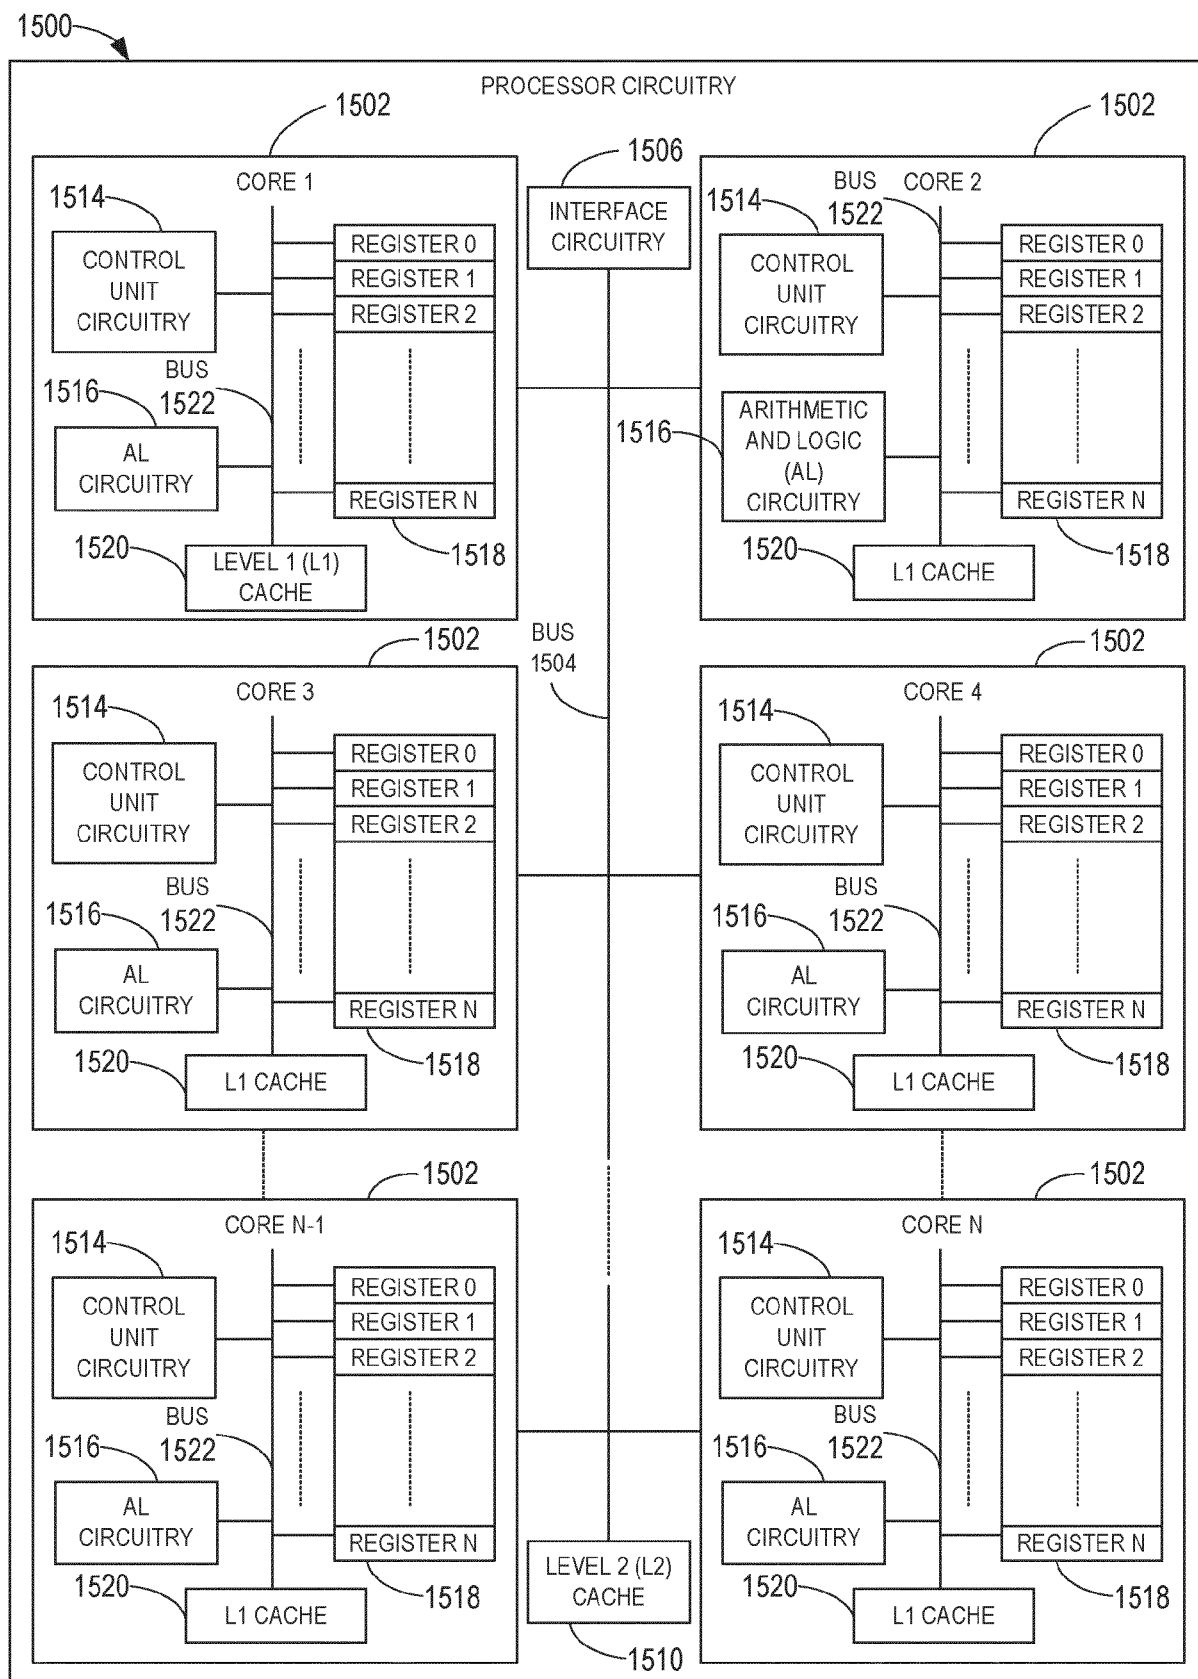 1500
PROCESSOR CIRCUITRY
1502
CORE 1
1514
CONTROL
UNIT
CIRCUITRY
REGISTER 0
REGISTER 1
REGISTER 2
BUS
1522
1516
AL
CIRCUITRY
REGISTER N
1518
1520
LEVEL 1 (L1)
CACHE
1506
INTERFACE
CIRCUITRY
1502
BUS
1522
CORE 2
1514
CONTROL
UNIT
CIRCUITRY
REGISTER 0
REGISTER 1
REGISTER 2
1516
ARITHMETIC
AND LOGIC
(AL)
CIRCUITRY
REGISTER N
1518
1520
L1 CACHE
BUS
1504
1502
CORE 3
1514
CONTROL
UNIT
CIRCUITRY
REGISTER 0
REGISTER 1
REGISTER 2
BUS
1522
1516
AL
CIRCUITRY
REGISTER N
1518
1520
L1 CACHE
1502
CORE 4
1514
CONTROL
UNIT
CIRCUITRY
REGISTER 0
REGISTER 1
REGISTER 2
BUS
1522
1516
AL
CIRCUITRY
REGISTER N
1518
1520
L1 CACHE
1502
CORE N-1
1514
CONTROL
UNIT
CIRCUITRY
REGISTER 0
REGISTER 1
REGISTER 2
BUS
1522
1516
AL
CIRCUITRY
REGISTER N
1518
1520
L1 CACHE
LEVEL 2 (L2)
CACHE
1510
1502
CORE N
1514
CONTROL
UNIT
CIRCUITRY
REGISTER 0
REGISTER 1
REGISTER 2
BUS
1522
1516
AL
CIRCUITRY
REGISTER N
1518
1520
L1 CACHE